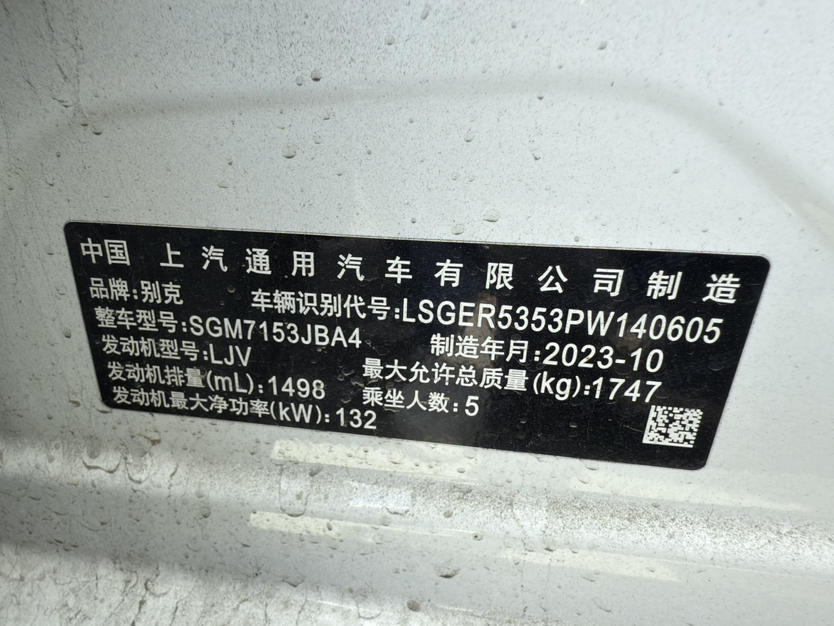 中国 上汽通用汽车有限公司制造
品牌:别克 车辆识别代号:LSGER5353PW140605
整车型号:SGM7153JBA4 制造年月:2023-10
发动机型号:LJV 最大允许总质量(kg):1747
发动机排量(mL):1498 乘坐人数:5
发动机最大净功率(kW):132